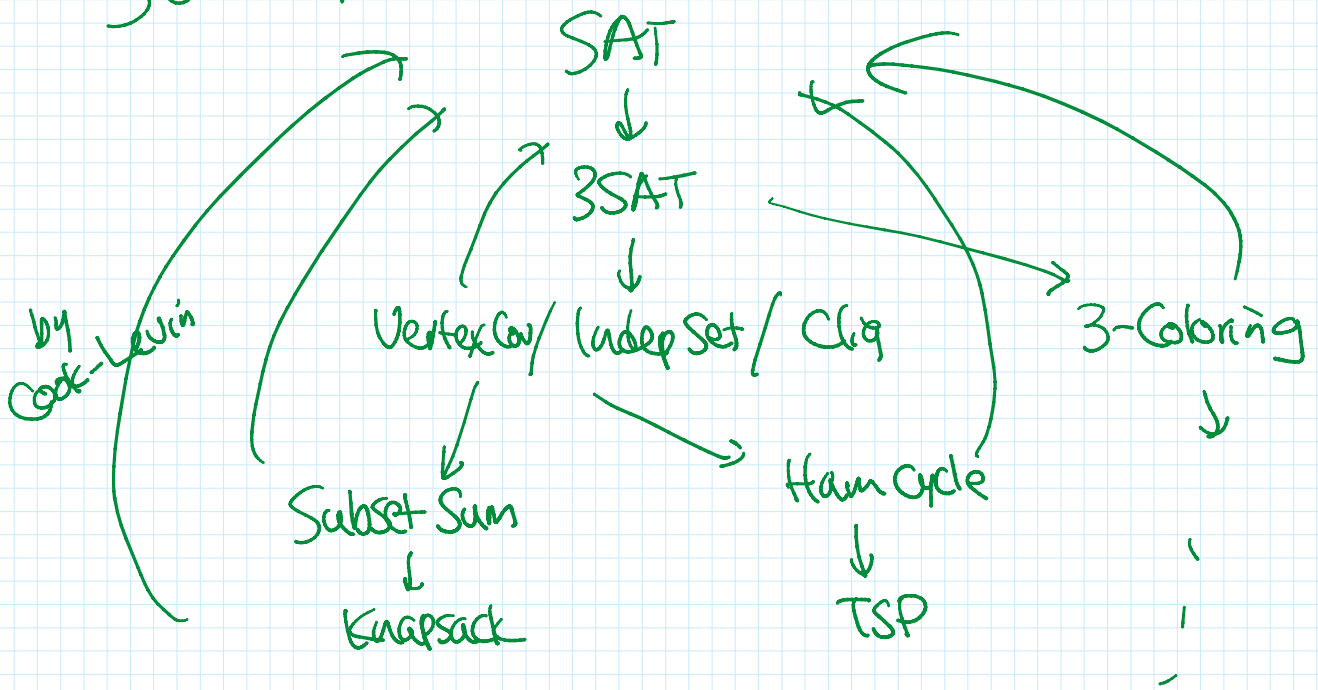 SAT
3SAT
VertexCov / IndepSet / Cliq
3-Coloring
by
Cook-Levin
Ham Cycle
Subset Sum
TSP
Knapsack